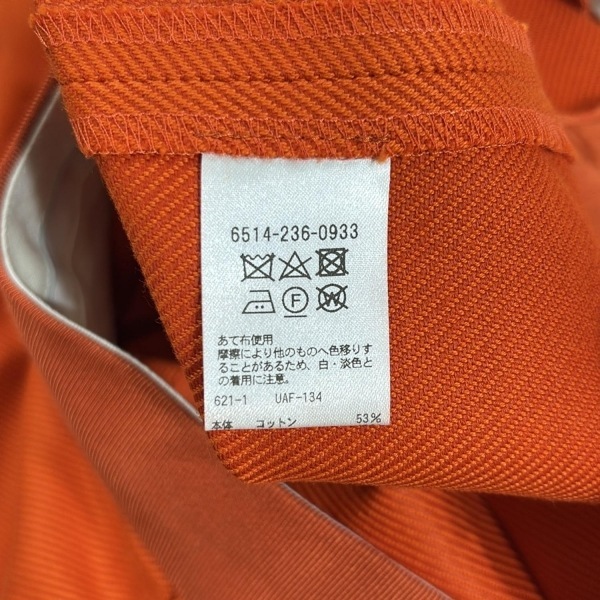 6514-236-0933
F W
あて布使用
摩擦により他のものへ色移りす
ることがあるため、白・淡色と
の着用に注意。
621-1 UAF-134
本体 コットン 53%